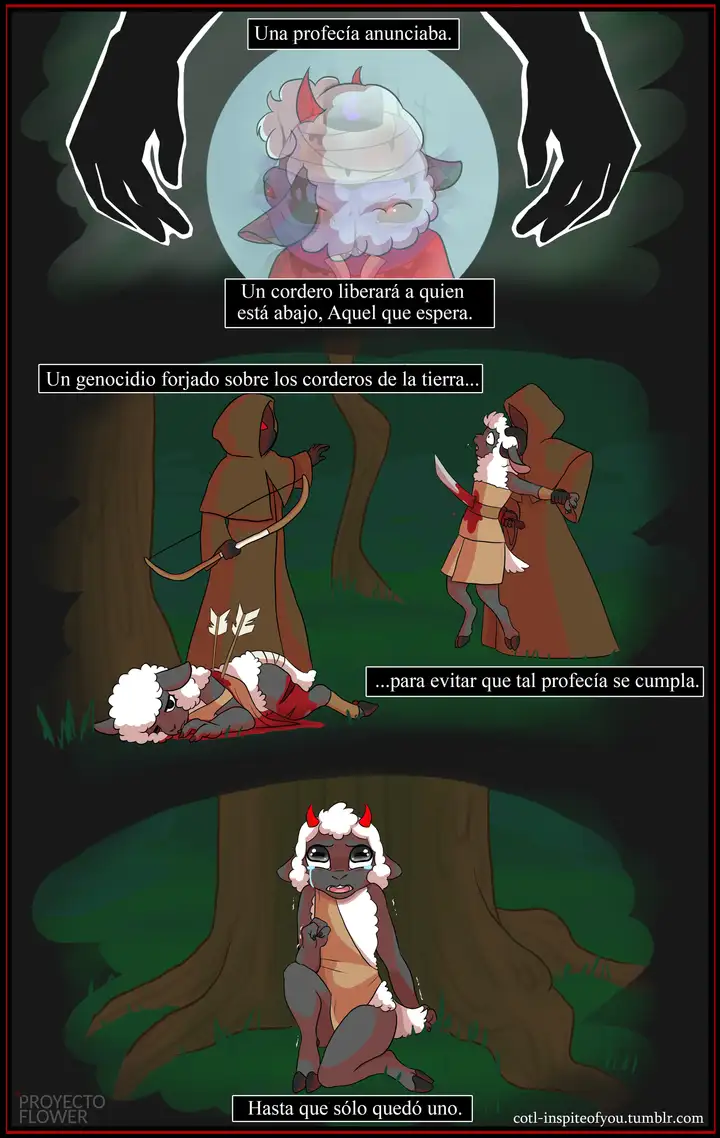 Una profecía anunciaba.
Un cordero liberará a quien
está abajo, Aquel que espera.
Un genocidio forjado sobre los corderos de la tierra...
...para evitar que tal profecía se cumpla.
Hasta que sólo quedó uno.
PROYECTO
FLOWER
cotl-inspiteofyou.tumblr.com